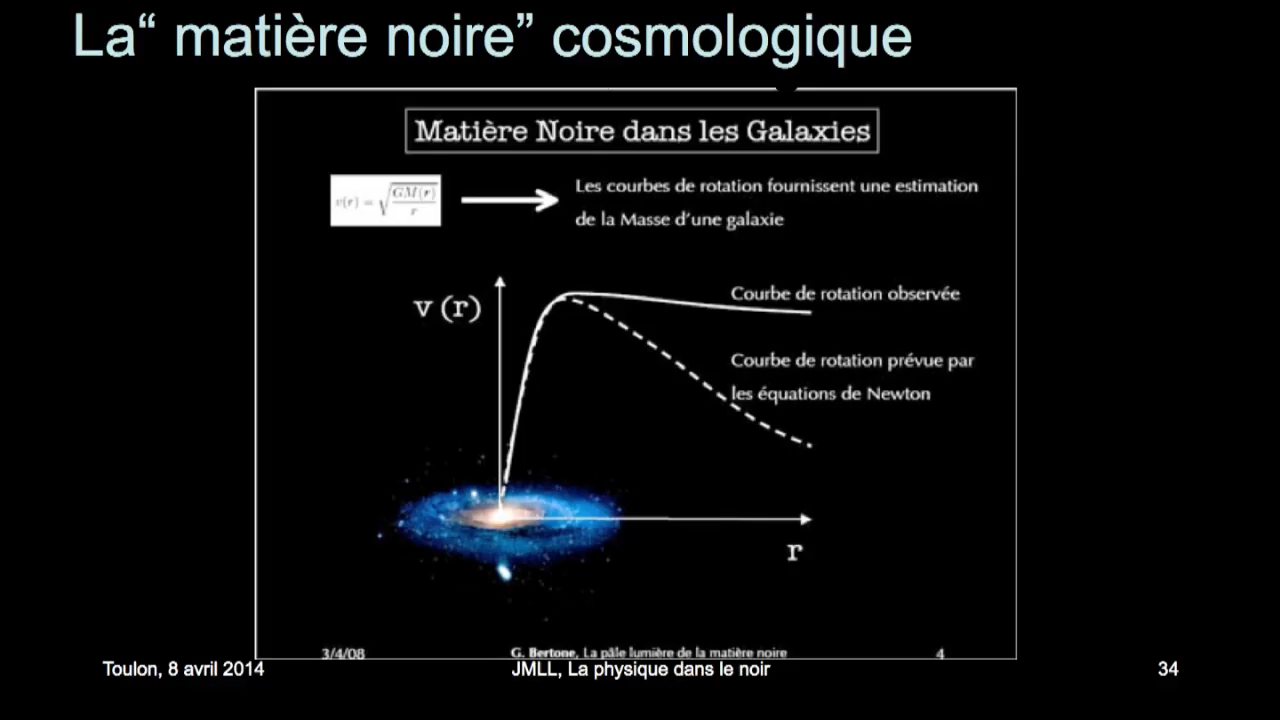 La“ matière noire” cosmologique
Matière Noire dans les Galaxies
v(r) = √GM(r)/r
Les courbes de rotation fournissent une estimation
de la Masse d’une galaxie
v (r)
Courbe de rotation observée
Courbe de rotation prévue par
les équations de Newton
r
3/4/08 G. Bertone, La pâle lumière de la matière noire 4
Toulon, 8 avril 2014 JMLL, La physique dans le noir 34